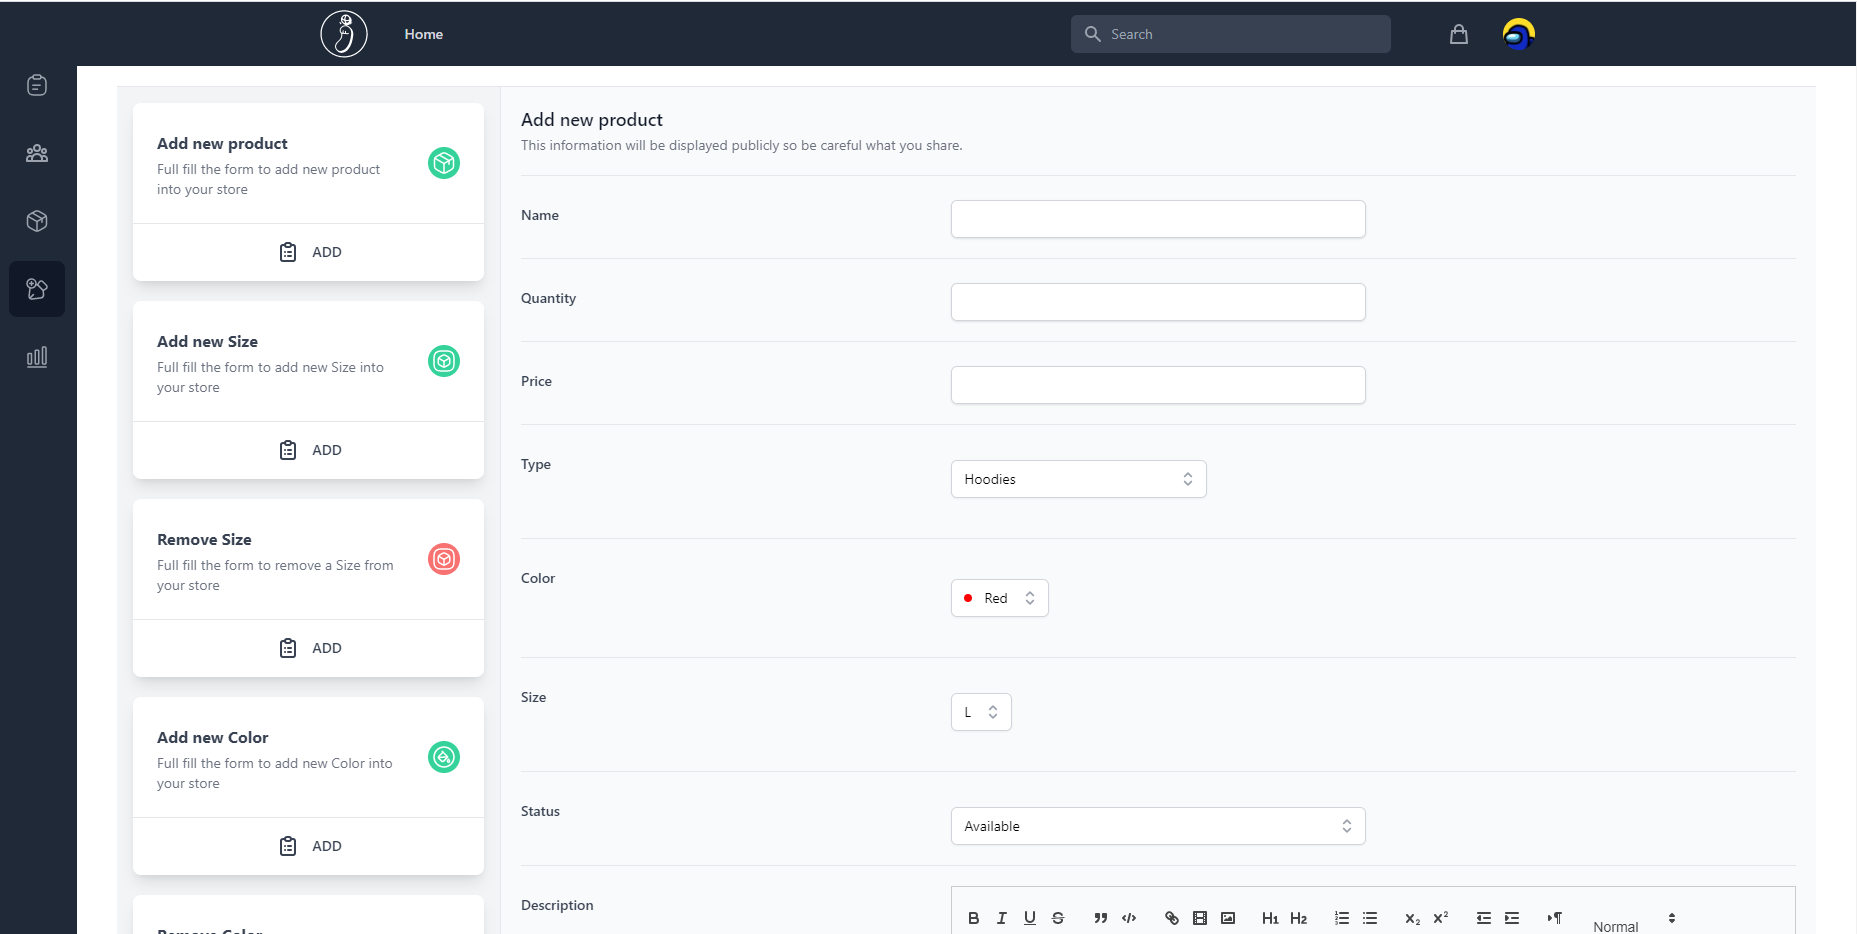 Home
Search
Add new product
Full fill the form to add new product
into your store
ADD
Add new Size
Full fill the form to add new Size into
your store
ADD
Remove Size
Full fill the form to remove a Size from
your store
ADD
Add new Color
Full fill the form to add new Color into
your store
ADD
Remove Color
Add new product
This information will be displayed publicly so be careful what you share.
Name
Quantity
Price
Type
Hoodies
Color
Red
Size
L
Status
Available
Description
B I U S H1 H2 X2 X2 Normal